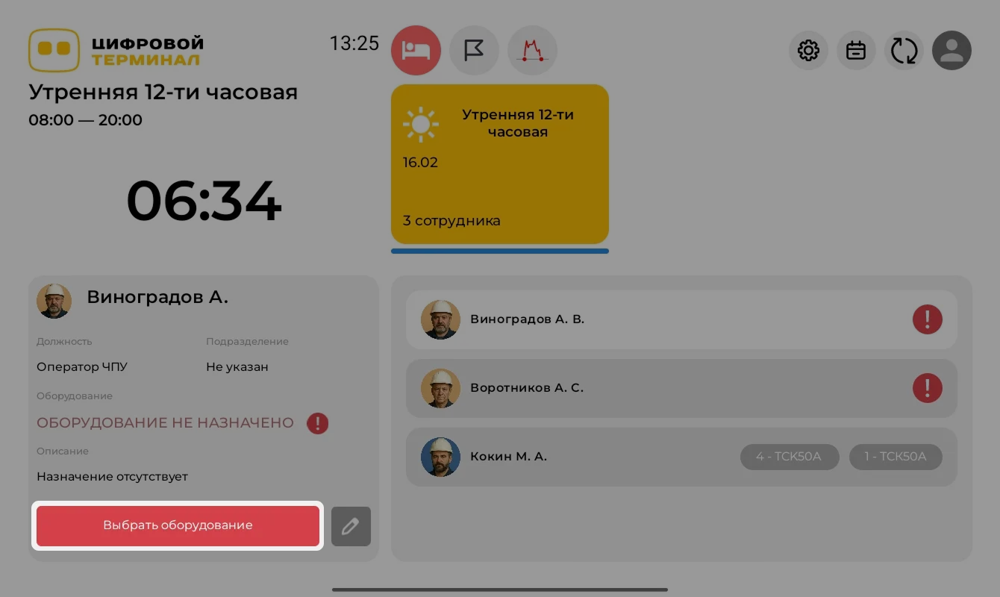 ЦИФРОВОЙ
ТЕРМИНАЛ
13:25
Утренняя 12-ти часовая
08:00 — 20:00
06:34
Утренняя 12-ти
часовая
16.02
3 сотрудника
Виноградов А.
Должность
Подразделение
Оператор ЧПУ
Не указан
Оборудование
ОБОРУДОВАНИЕ НЕ НАЗНАЧЕНО
Описание
Назначение отсутствует
Выбрать оборудование
Виноградов А. В.
Воротников А. С.
Кокин М. А.
4 - TCK50A
1 - TCK50A